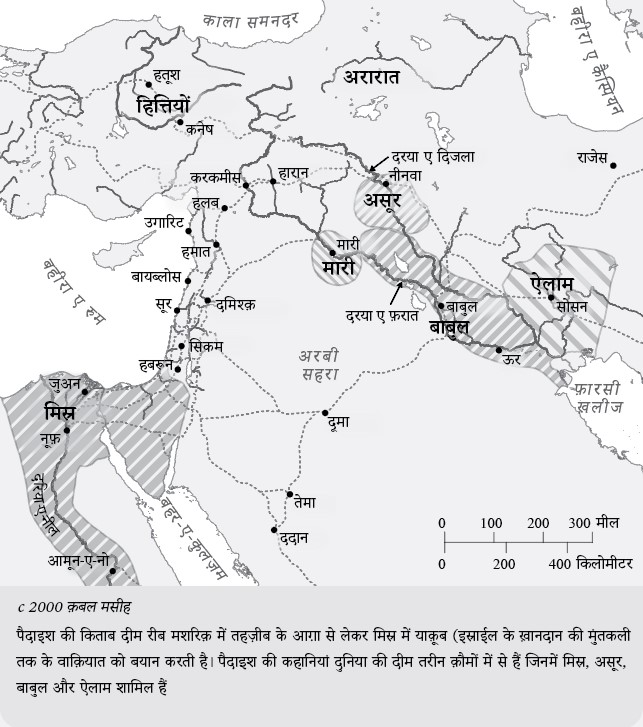 काला समनदर
बहीरा ए कैस्पियन
हतूश
हित्तियों
कनेष
अरारात
दरया ए दिजला
नीनवा
राजेस
करकमीस
हारान
असूर
हलब
उगारिट
हमात
मारी
मारी
ऐलाम
सोसन
बायब्लोस
सूर
दमिश्क़
दरया ए फ़रात
बाबुल
बाबुल
ऊर
बहीरा ए रुम
सिकम
हबरून
अरबी
सहरा
फ़ारसी
खलीज
जुअन
मिस्र
नूफ़
दूमा
तेमा
ददान
दरिया-ए-नील
बहर-ए-कुलज़म
आमून-ए-नो
0 100 200 300 मील
0 200 400 किलोमीटर
c 2000 क़बल मसीह
पैदाइश की किताब दीम रीब मशरिक़ में तहज़ीब के आग़ा से लेकर मिस्र में याक़ूब (इस्राईल के ख़ानदान की मुंतकली
तक के वाक़ियात को बयान करती है। पैदाइश की कहानियां दुनिया की दीम तरीन क़ौमों में से हैं जिनमें मिस्र, असूर,
बाबुल और ऐलाम शामिल हैं